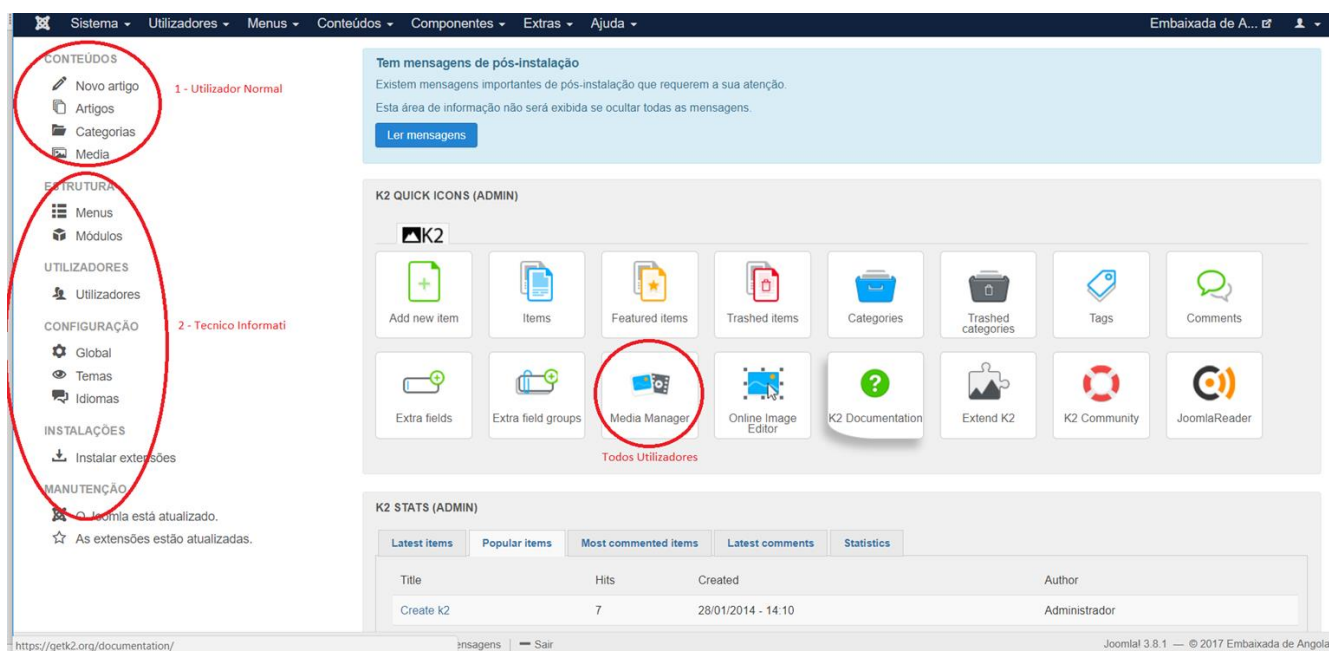 Sistema Utilizadores Menus Conteúdos Componentes Extras Ajuda Embaixada de A...
CONTEÚDOS
Novo artigo
1 - Utilizador Normal
Artigos
Categorias
Media
ESTRUTURA
Menus
Módulos
UTILIZADORES
Utilizadores
CONFIGURAÇÃO
2 - Tecnico Informati
Global
Temas
Idiomas
INSTALAÇÕES
Instalar extensões
MANUTENÇÃO
O Joomla está atualizado.
As extensões estão atualizadas.
Tem mensagens de pós-instalação
Existem mensagens importantes de pós-instalação que requerem a sua atenção.
Esta área de informação não será exibida se ocultar todas as mensagens.
Ler mensagens
K2 QUICK ICONS (ADMIN)
K2
Add new item Items Featured items Trashed items Categories Trashed categories Tags Comments
Extra fields Extra field groups Media Manager Online Image Editor K2 Documentation Extend K2 K2 Community JoomlaReader
Todos Utilizadores
K2 STATS (ADMIN)
Latest items Popular items Most commented items Latest comments Statistics
Title Hits Created Author
Create k2 7 28/01/2014 - 14:10 Administrador
https://getk2.org/documentation/ ensagens Sair Joomla! 3.8.1 — © 2017 Embaixada de Angola